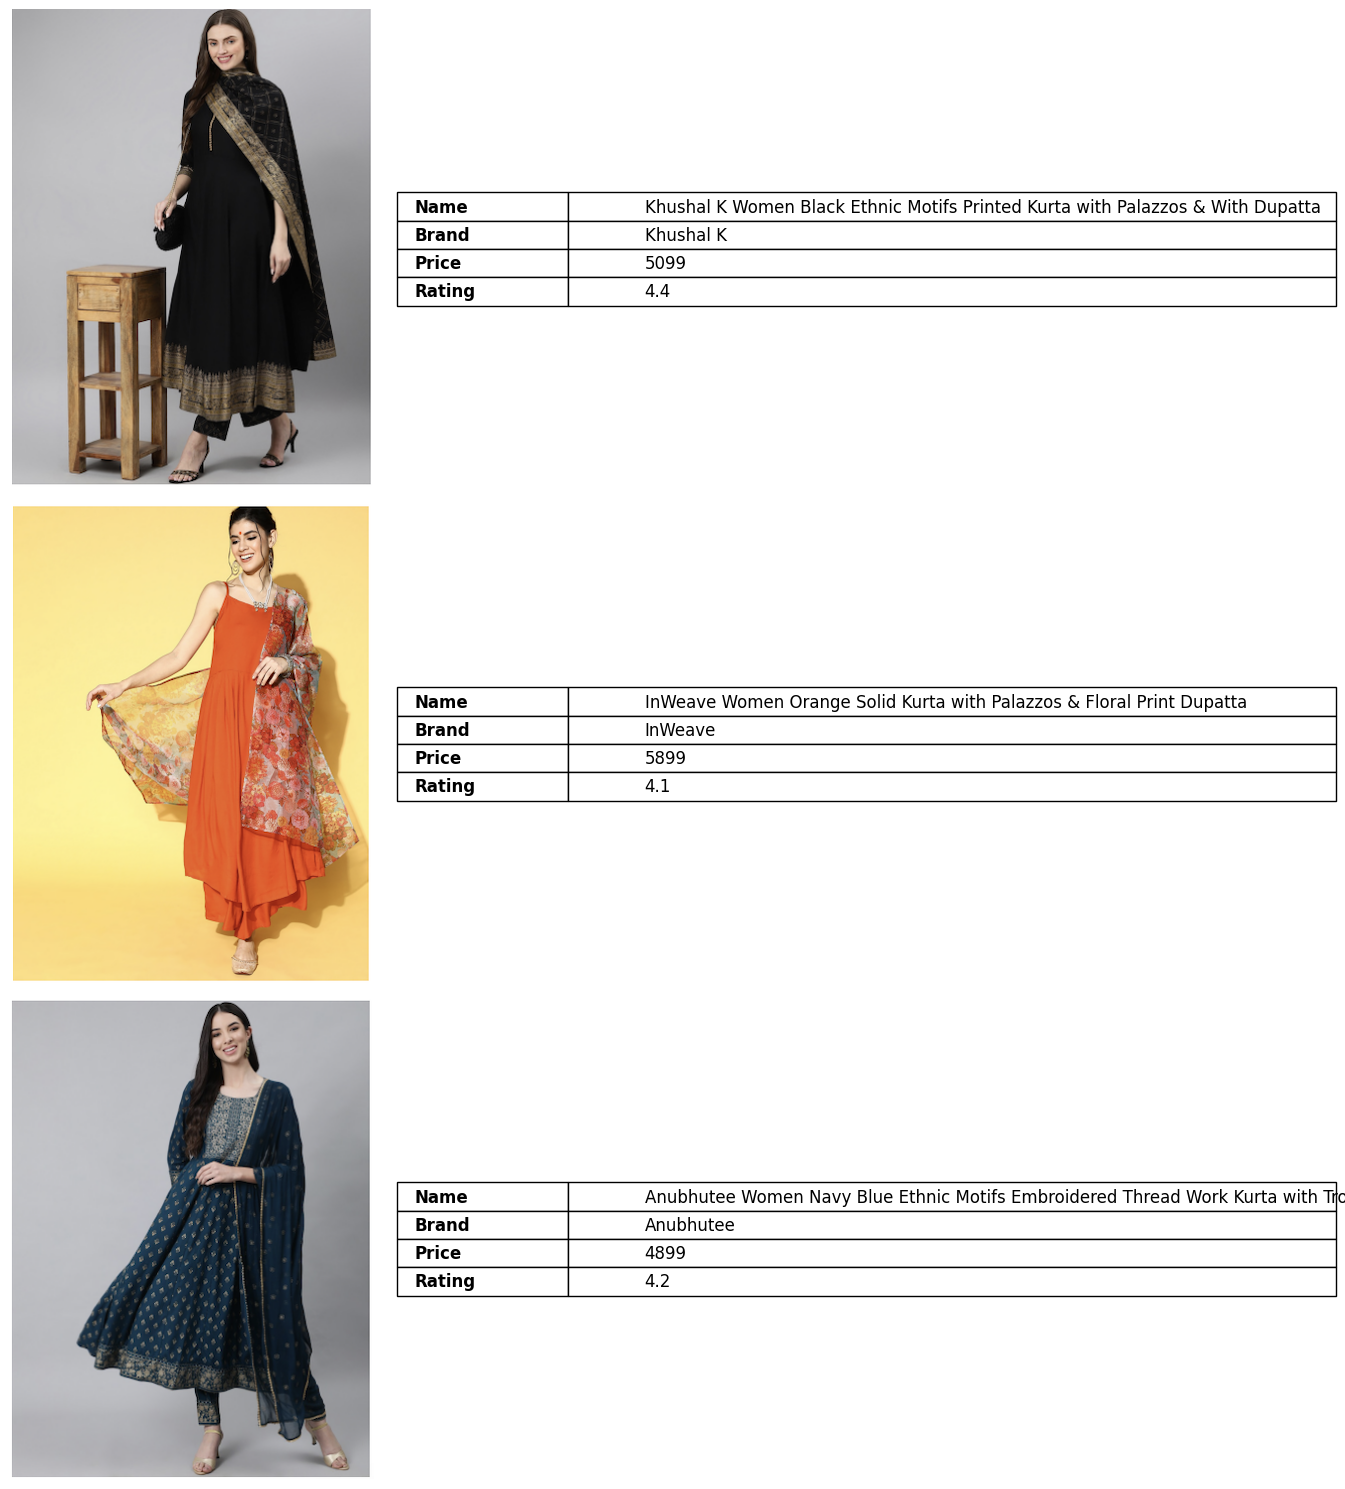 Name Khushal K Women Black Ethnic Motifs Printed Kurta with Palazzos & With Dupatta
Brand Khushal K
Price 5099
Rating 4.4
Name InWeave Women Orange Solid Kurta with Palazzos & Floral Print Dupatta
Brand InWeave
Price 5899
Rating 4.1
Name Anubhutee Women Navy Blue Ethnic Motifs Embroidered Thread Work Kurta with
Brand Anubhutee
Price 4899
Rating 4.2